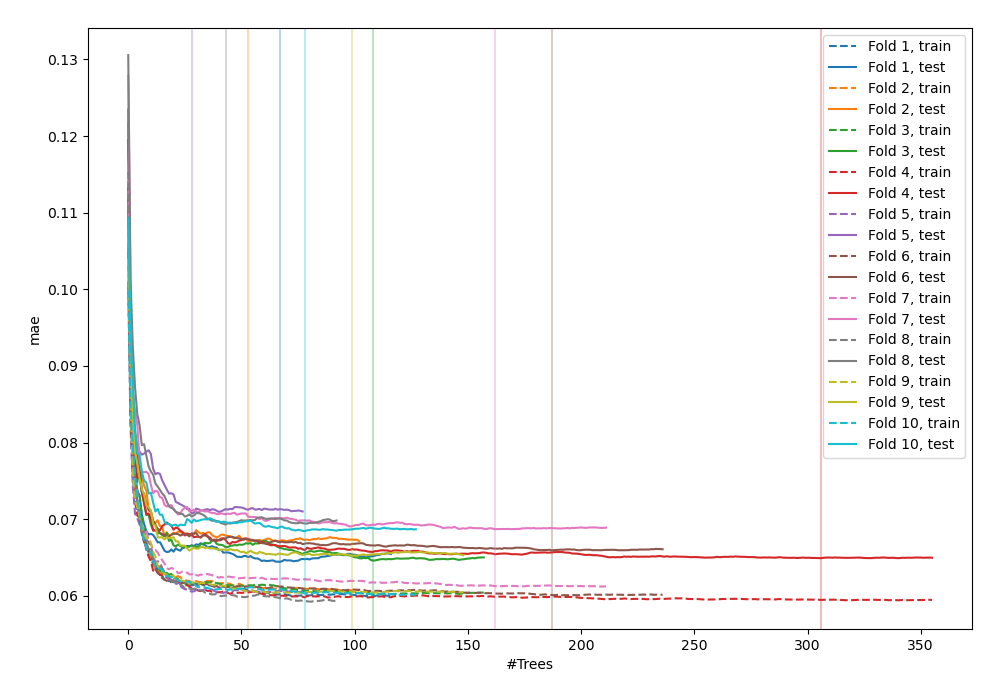 0.13
0.12
0.11
0.10
0.09
0.08
0.07
0.06
mae
0
50
100
150
200
250
300
350
#Trees
Fold 1, train
Fold 1, test
Fold 2, train
Fold 2, test
Fold 3, train
Fold 3, test
Fold 4, train
Fold 4, test
Fold 5, train
Fold 5, test
Fold 6, train
Fold 6, test
Fold 7, train
Fold 7, test
Fold 8, train
Fold 8, test
Fold 9, train
Fold 9, test
Fold 10, train
Fold 10, test